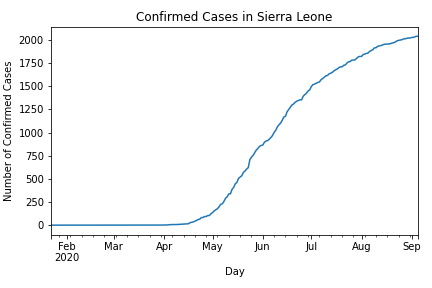 Confirmed Cases in Sierra Leone
Number of Confirmed Cases
2000
1750
1500
1250
1000
750
500
250
0
Feb Mar Apr May Jun Jul Aug Sep
2020
Day